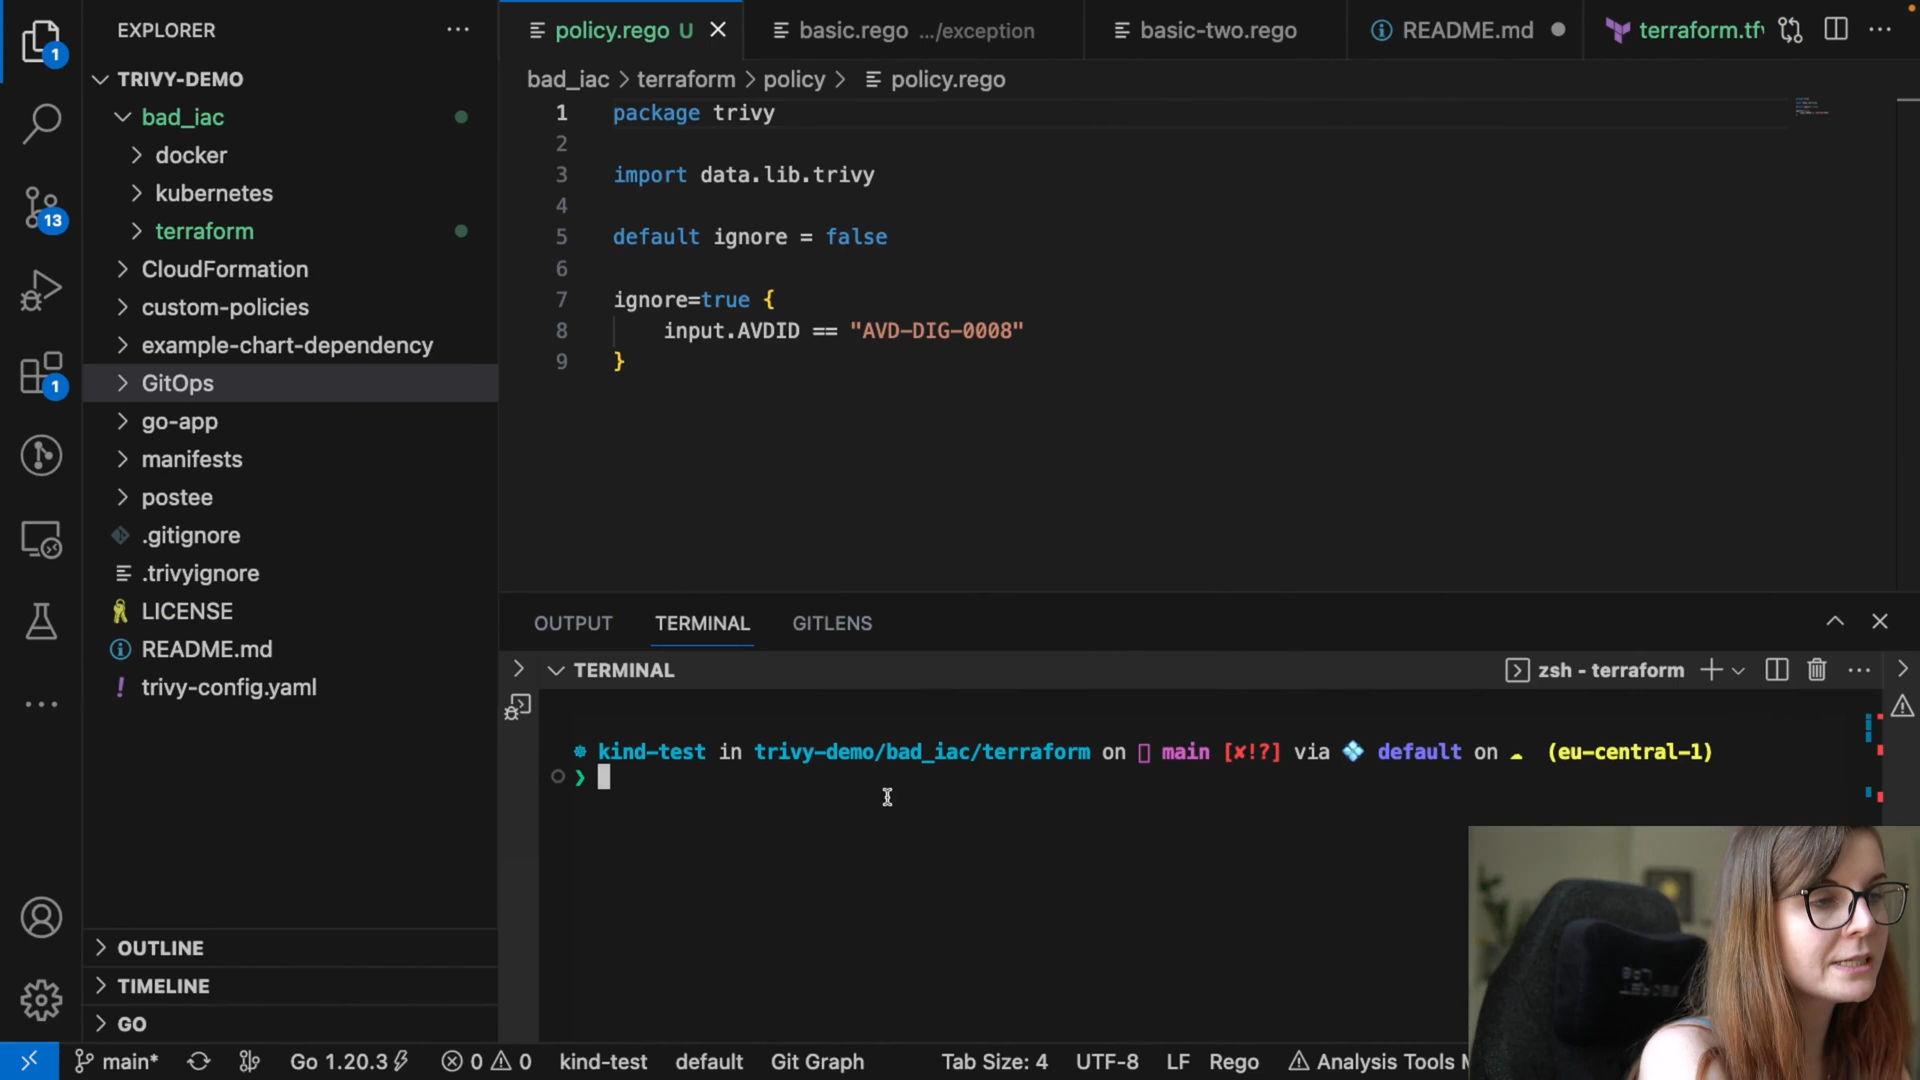 EXPLORER
TRIVY-DEMO
bad_iac
docker
kubernetes
terraform
CloudFormation
custom-policies
example-chart-dependency
GitOps
go-app
manifests
postee
.gitignore
.trivyignore
LICENSE
README.md
trivy-config.yaml
OUTLINE
TIMELINE
GO
1
13
1
policy.rego U
basic.rego .../exception
basic-two.rego
README.md
terraform.tf
bad_iac > terraform > policy > policy.rego
1 package trivy
2
3 import data.lib.trivy
4
5 default ignore = false
6
7 ignore=true {
8 input.AVDID == "AVD-DIG-0008"
9 }
OUTPUT TERMINAL GITLENS
TERMINAL
zsh - terraform
kind-test in trivy-demo/bad_iac/terraform on main [✘!?] via default on (eu-central-1)
❯
main* Go 1.20.3 0 0 kind-test default Git Graph Tab Size: 4 UTF-8 LF Rego Analysis Tools